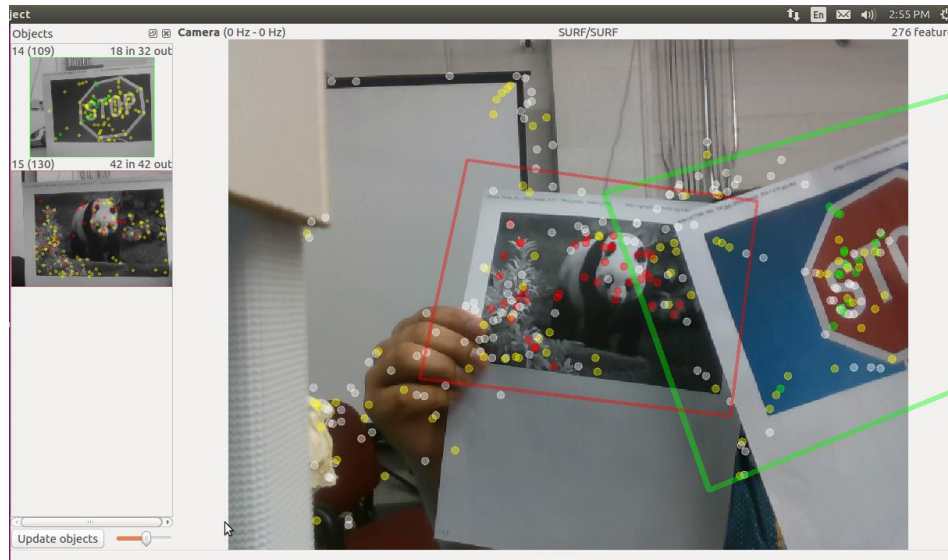 ject
En
2:55 PM
Objects
Camera (0 Hz - 0 Hz)
SURF/SURF
276 featur
14 (109)
18 in 32 out
STOP
15 (130)
42 in 42 out
STO
Update objects